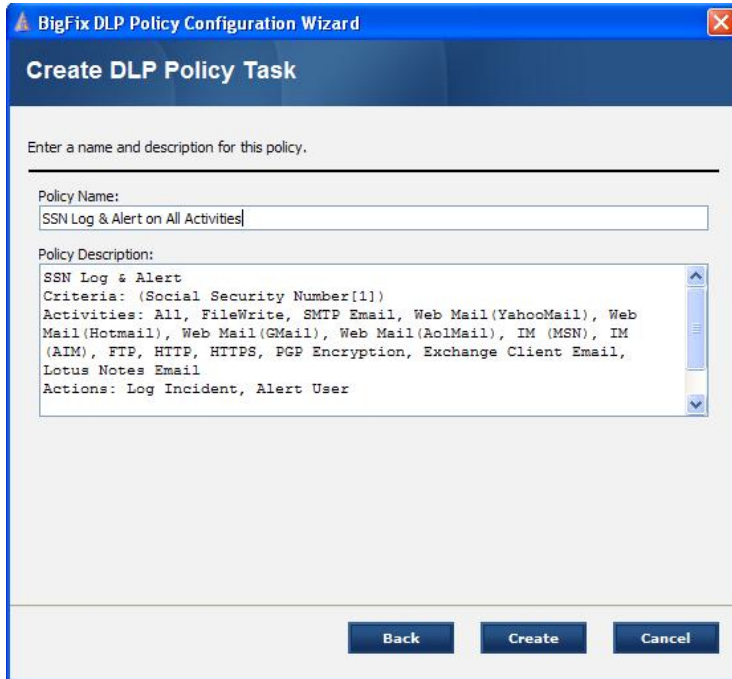 BigFix DLP Policy Configuration Wizard
Create DLP Policy Task
Enter a name and description for this policy.
Policy Name:
SSN Log & Alert on All Activities
Policy Description:
SSN Log & Alert
Criteria: (Social Security Number[1])
Activities: All, FileWrite, SMTP Email, Web Mail(YahooMail), Web
Mail(Hotmail), Web Mail(GMail), Web Mail(AolMail), IM (MSN), IM
(AIM), FTP, HTTP, HTTPS, PGP Encryption, Exchange Client Email,
Lotus Notes Email
Actions: Log Incident, Alert User
Back
Create
Cancel